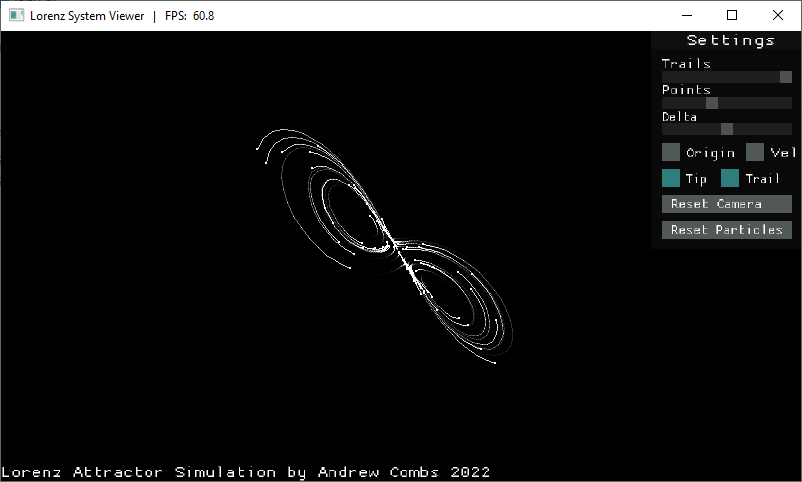 Lorenz System Viewer | FPS: 60.8
Settings
Trails
Points
Delta
Origin Vel
Tip Trail
Reset Camera
Reset Particles
Lorenz Attractor Simulation by Andrew Combs 2022